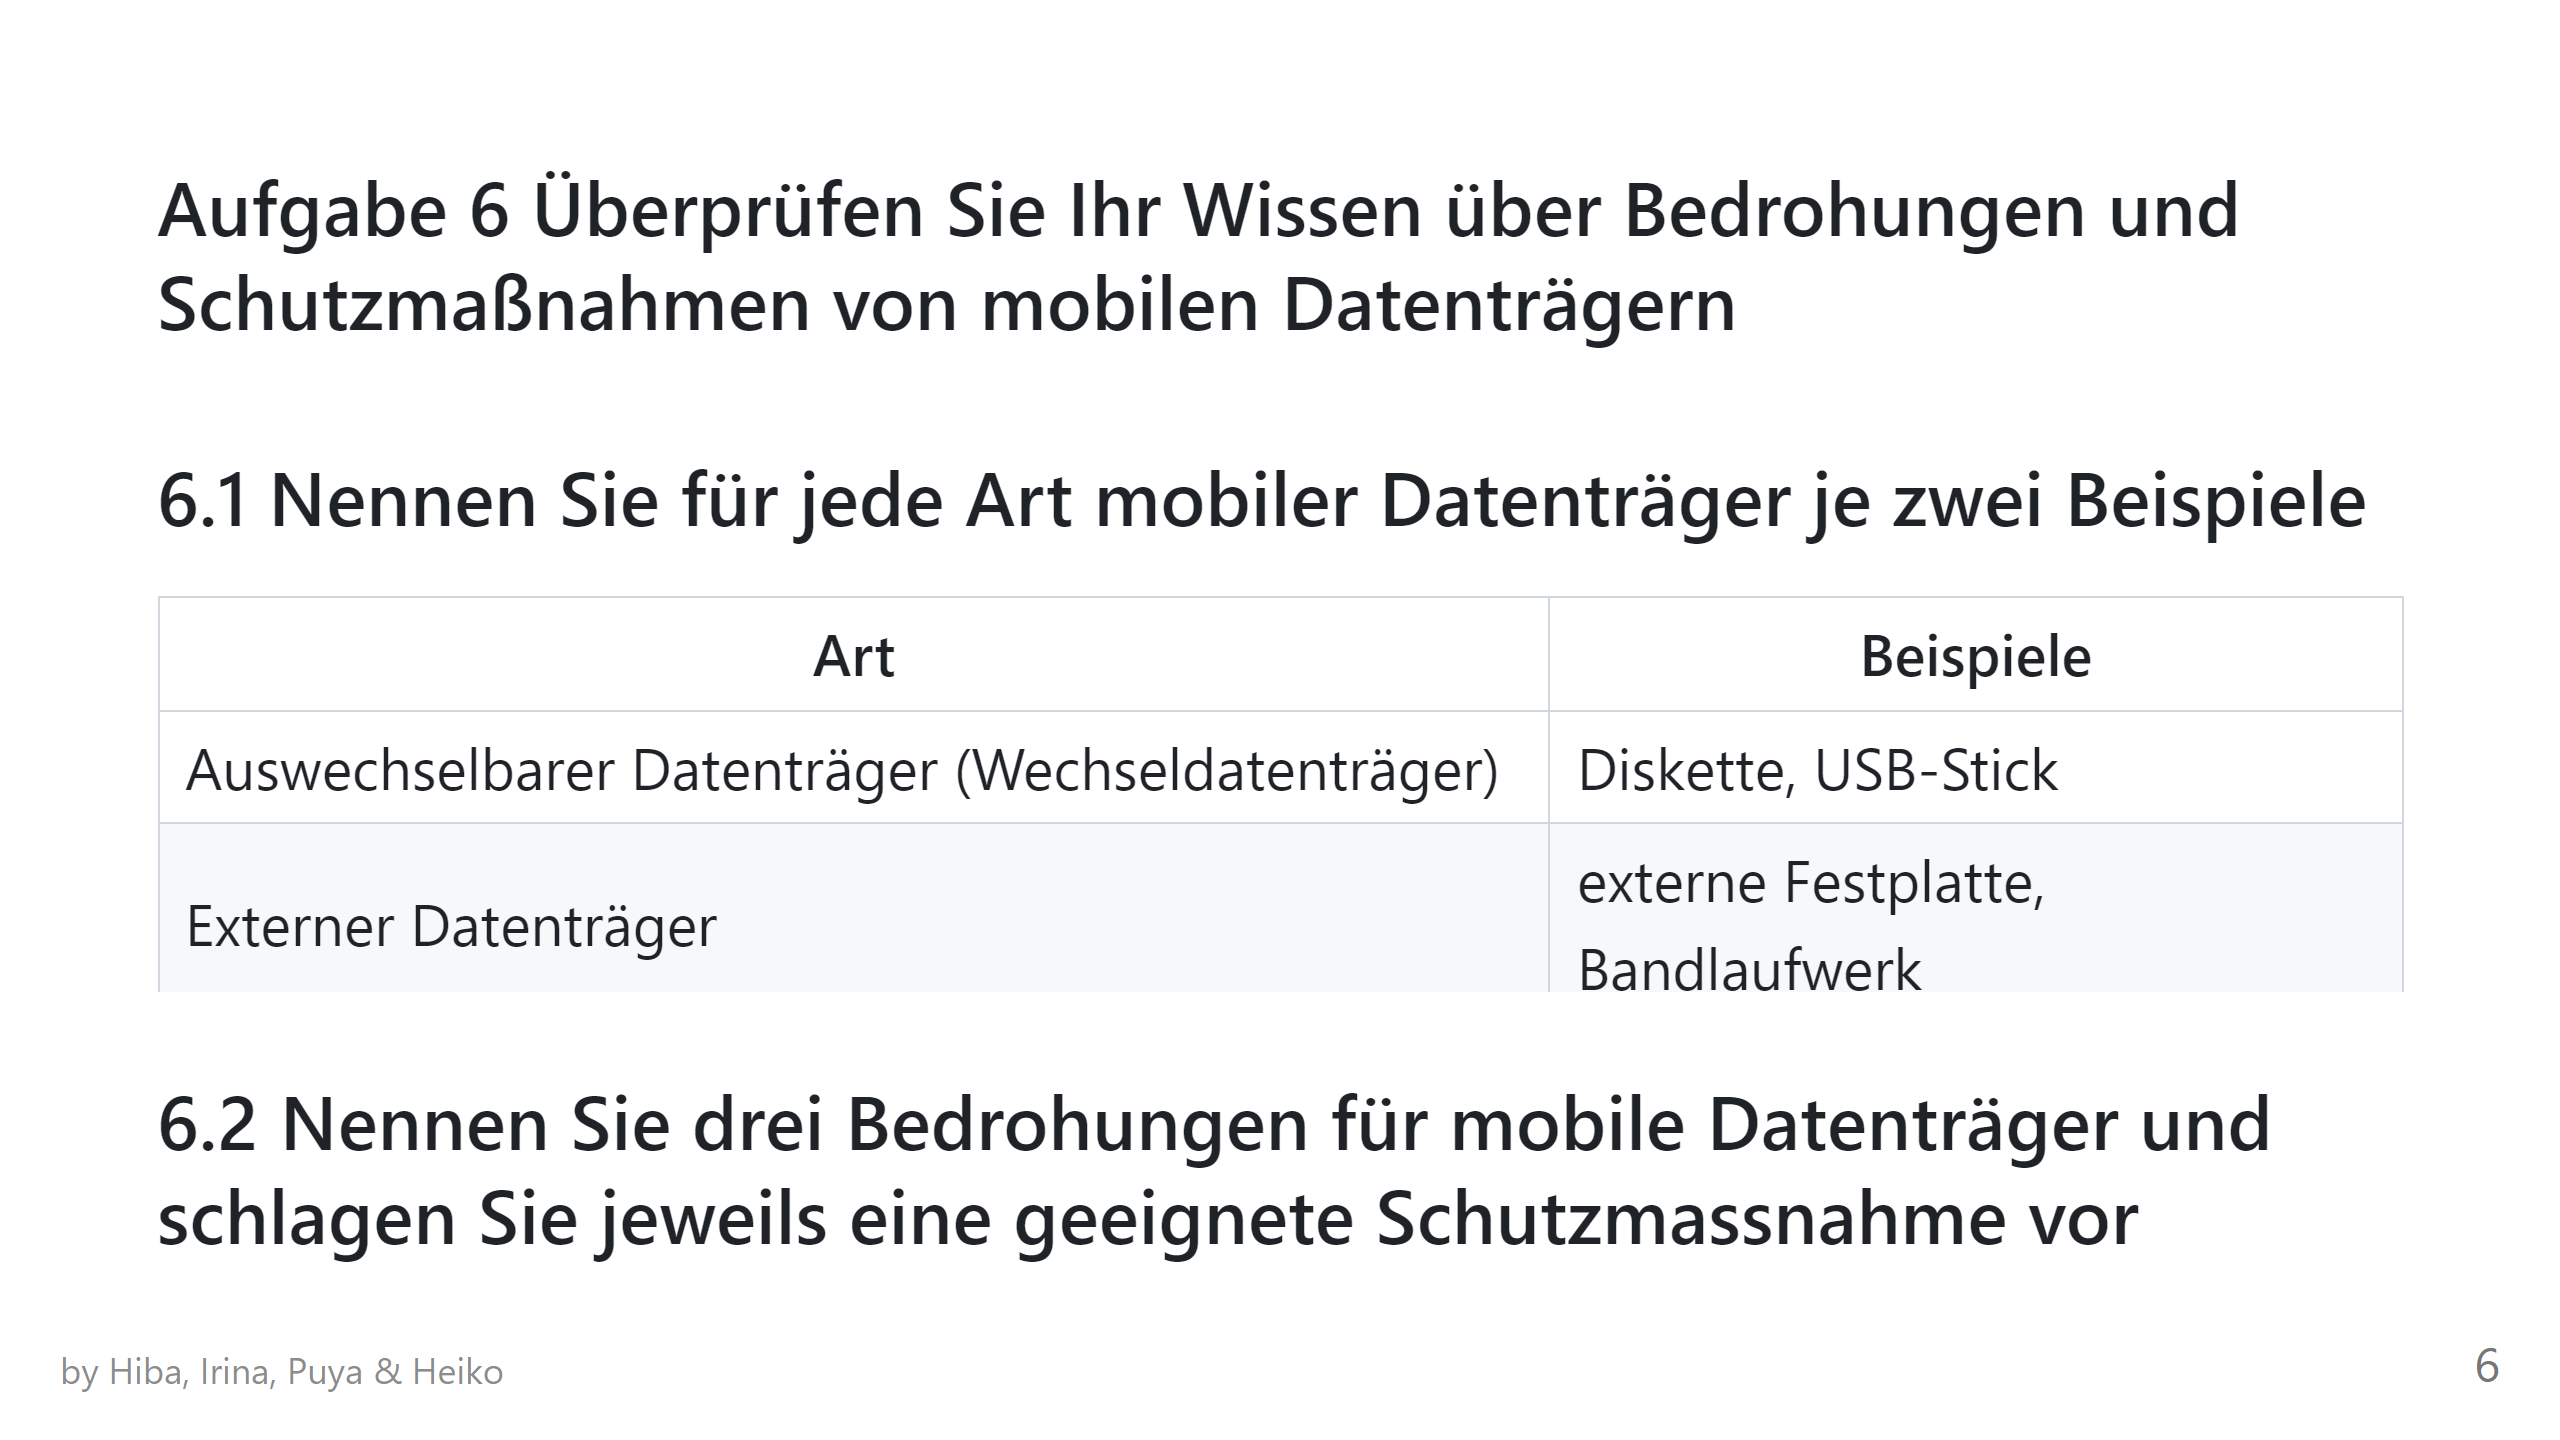 Aufgabe 6 Überprüfen Sie Ihr Wissen über Bedrohungen und
Schutzmaßnahmen von mobilen Datenträgern
6.1 Nennen Sie für jede Art mobiler Datenträger je zwei Beispiele
Art Beispiele
Auswechselbarer Datenträger (Wechseldatenträger) Diskette, USB-Stick
Externer Datenträger externe Festplatte,
Bandlaufwerk
6.2 Nennen Sie drei Bedrohungen für mobile Datenträger und
schlagen Sie jeweils eine geeignete Schutzmassnahme vor
by Hiba, Irina, Puya & Heiko 6